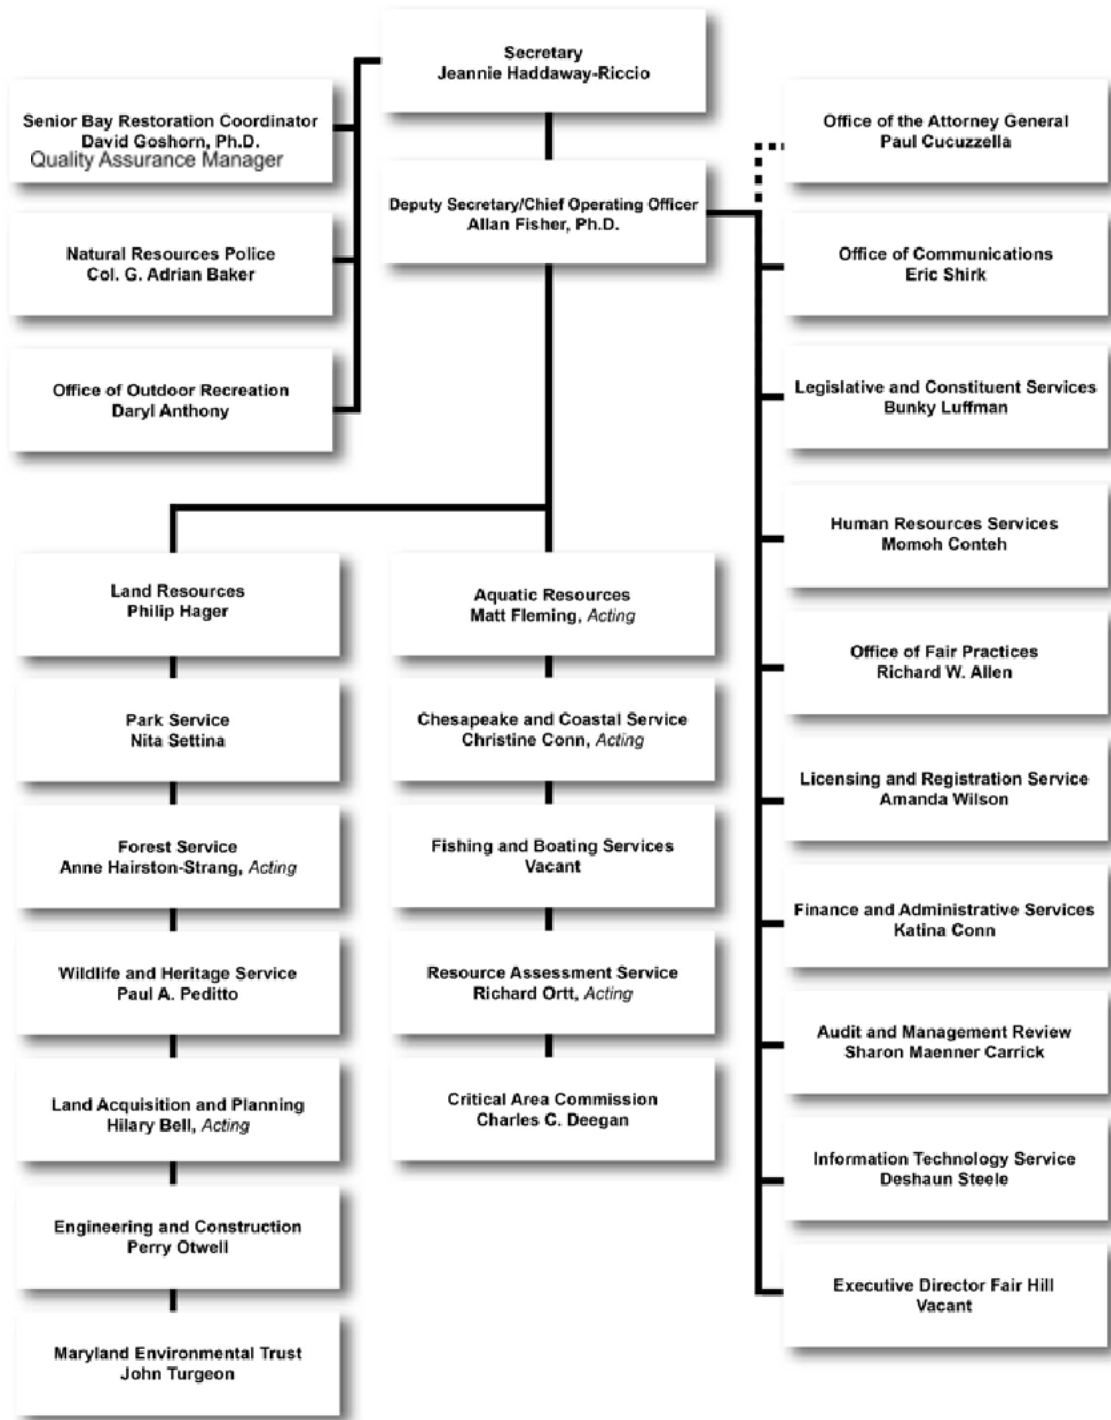 Secretary
Jeannie Haddaway-Riccio
Senior Bay Restoration Coordinator
David Goshorn, Ph.D.
Quality Assurance Manager
Natural Resources Police
Col. G. Adrian Baker
Office of Outdoor Recreation
Daryl Anthony
Deputy Secretary/Chief Operating Officer
Allan Fisher, Ph.D.
Office of the Attorney General
Paul Cucuzzella
Office of Communications
Eric Shirk
Legislative and Constituent Services
Bunky Luffman
Human Resources Services
Momoh Conteh
Office of Fair Practices
Richard W. Allen
Licensing and Registration Service
Amanda Wilson
Finance and Administrative Services
Katina Conn
Audit and Management Review
Sharon Maenner Carrick
Information Technology Service
Deshaun Steele
Executive Director Fair Hill
Vacant
Land Resources
Philip Hager
Park Service
Nita Settina
Forest Service
Anne Hairston-Strang, Acting
Wildlife and Heritage Service
Paul A. Peditto
Land Acquisition and Planning
Hilary Bell, Acting
Engineering and Construction
Perry Otwell
Maryland Environmental Trust
John Turgeon
Aquatic Resources
Matt Fleming, Acting
Chesapeake and Coastal Service
Christine Conn, Acting
Fishing and Boating Services
Vacant
Resource Assessment Service
Richard Ortt, Acting
Critical Area Commission
Charles C. Deegan